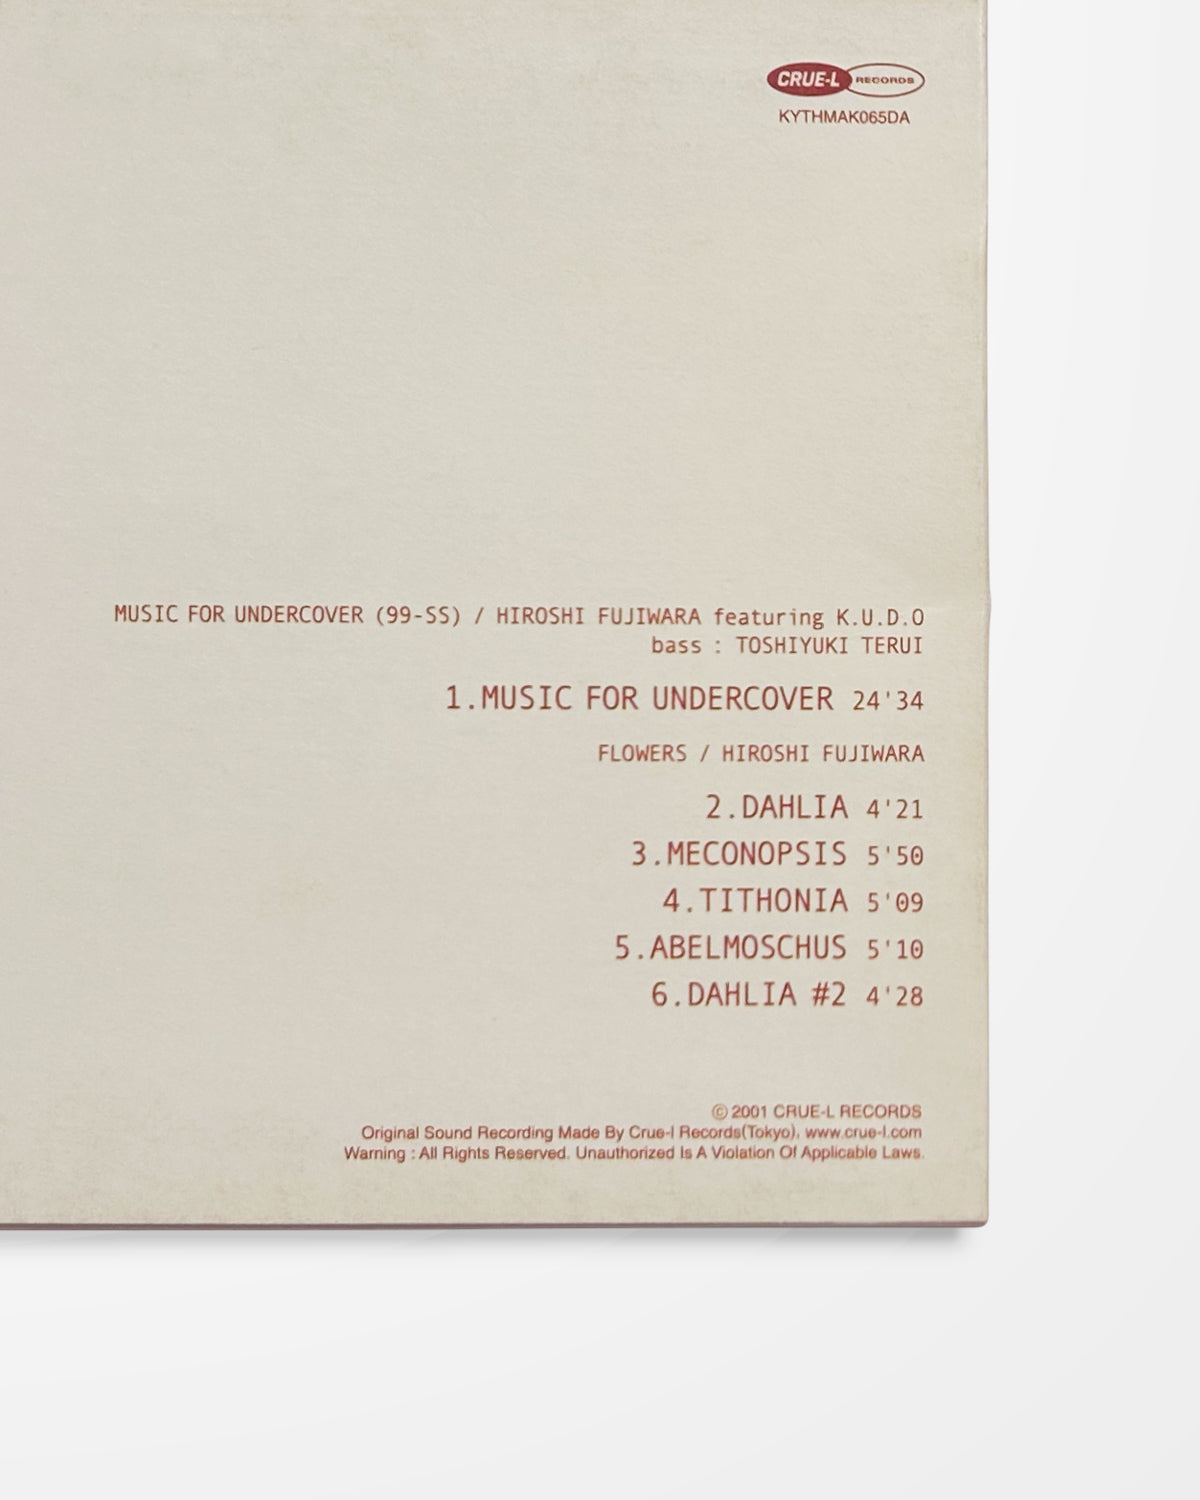 CRUE-L RECORDS
KYTHMAK065DA
MUSIC FOR UNDERCOVER (99-SS) / HIROSHI FUJIWARA featuring K.U.D.O
bass : TOSHIYUKI TERUI
1.MUSIC FOR UNDERCOVER 24'34
FLOWERS / HIROSHI FUJIWARA
2.DAHLIA 4'21
3.MECONOPSIS 5'50
4.TITHONIA 5'09
5.ABELMOSCHUS 5'10
6.DAHLIA #2 4'28
© 2001 CRUE-L RECORDS
Original Sound Recording Made By Crue-l Records(Tokyo), www.crue-l.com
Warning : All Rights Reserved. Unauthorized Is A Violation Of Applicable Laws.